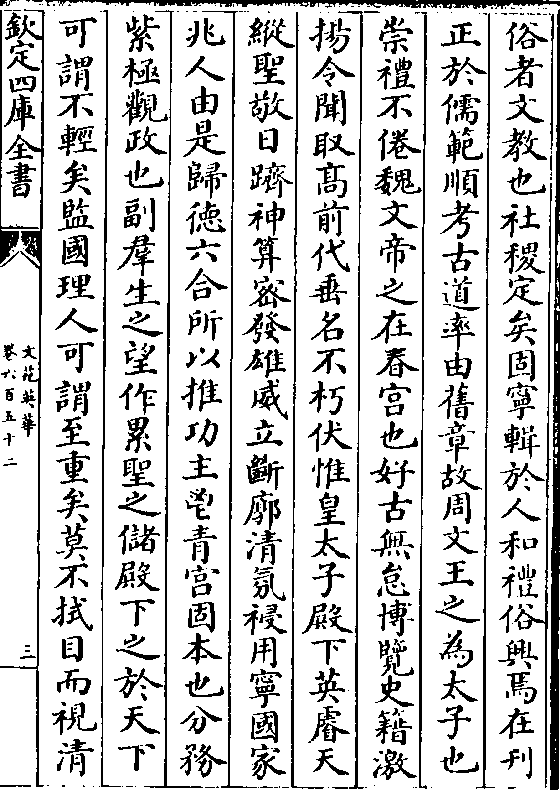 俗者文教也社稷定矣固寧輯於人和禮俗興焉在刋
正於儒範順考古道率由舊章故周文王之為太子也
崇禮不倦魏文帝之在春宫也好古無怠博覽史籍激
揚令聞取髙前代垂名不朽伏惟皇太子殿下英睿天
縱聖敬日躋神算宻發雄威立斷廓清氛祲用寧國家
兆人由是歸徳六合所以推功主鬯青宫固本也分務
紫極觀政也副羣生之望作累聖之儲殿下之於天下
可謂不輕矣監國理人可謂至重矣莫不拭目而視清
欽定四庫全書
文苑英華
卷六百五十二
三